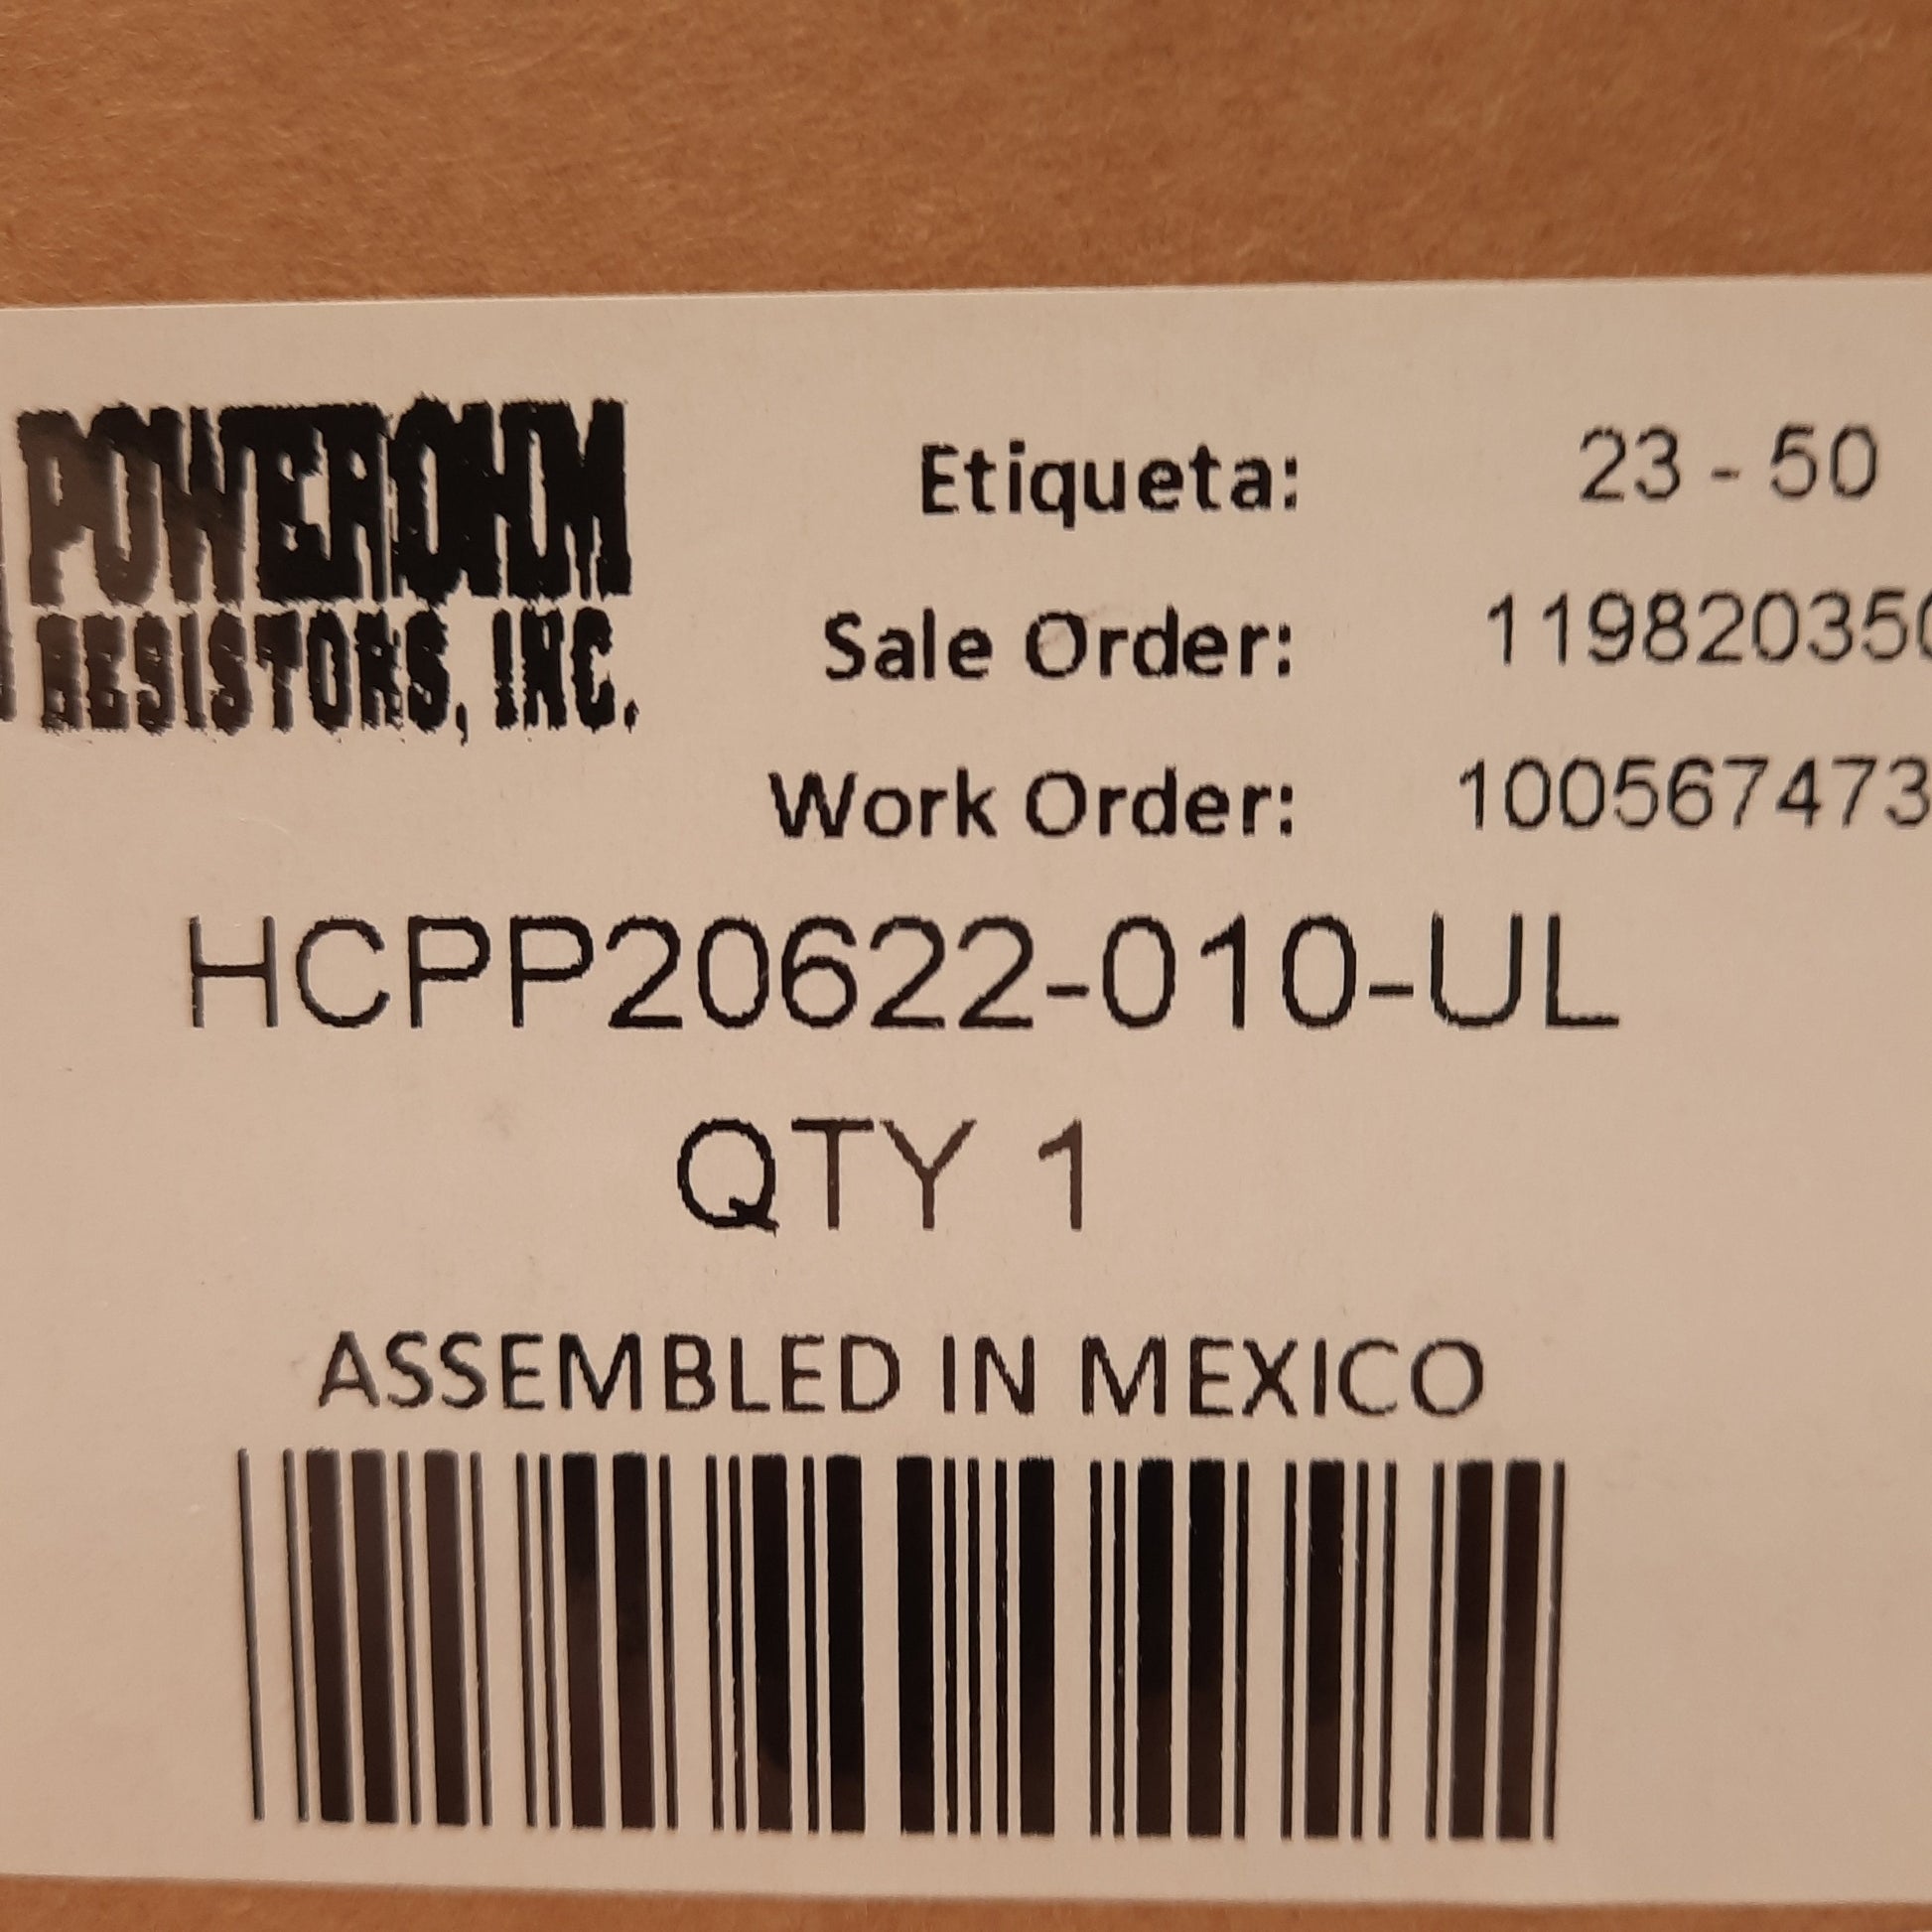 POWEROHM
RESISTORS, INC.
Etiqueta: 23 - 50
Sale Order: 119820350
Work Order: 100567473
HCPP20622-010-UL
QTY 1
ASSEMBLED IN MEXICO